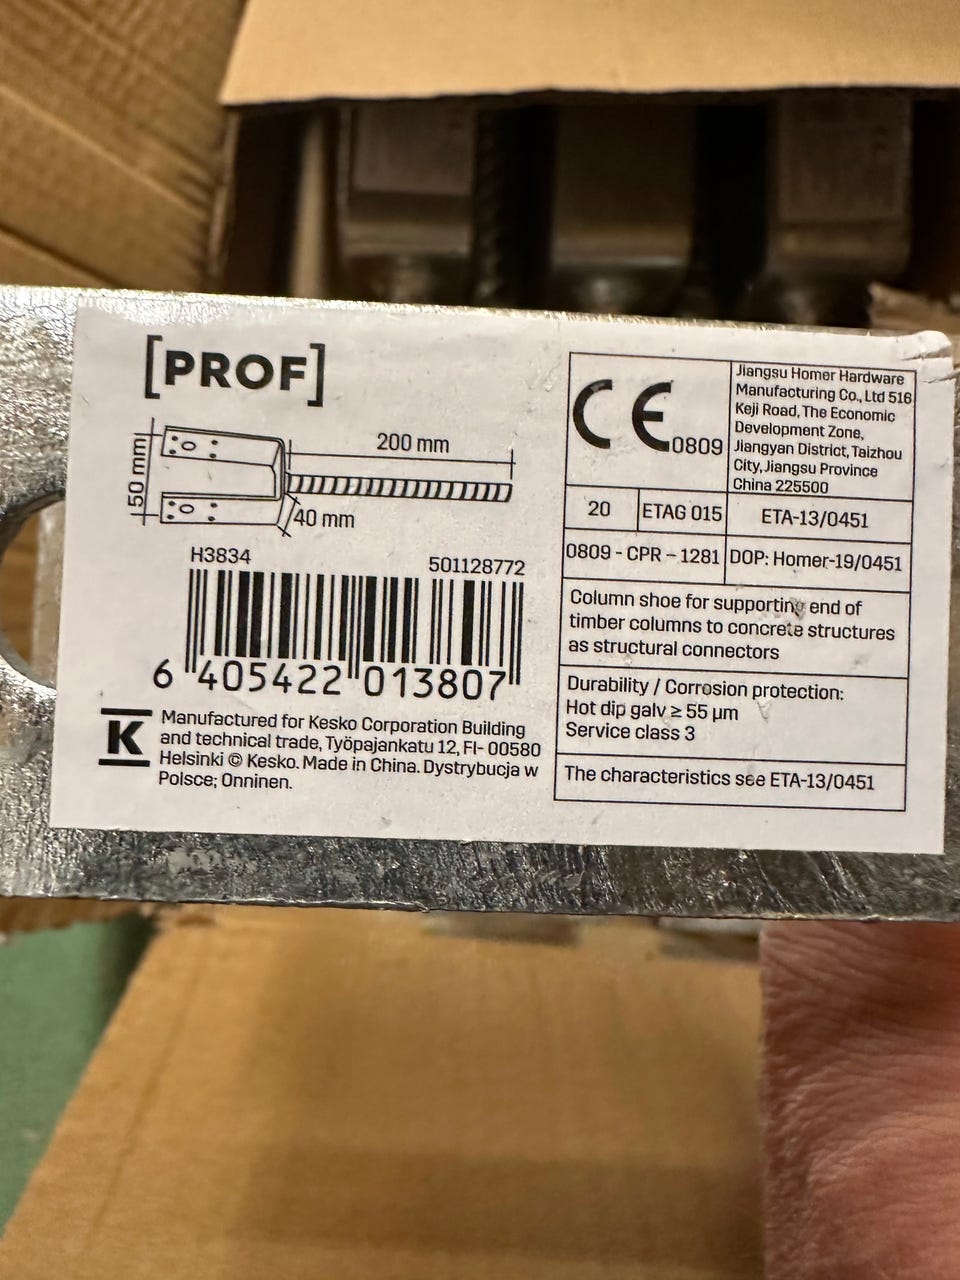 [PROF]
200 mm
50 mm
40 mm
H3834
501128772
6 405422 013807
K
Manufactured for Kesko Corporation Building
and technical trade, Työpajankatu 12, FI- 00580
Helsinki © Kesko. Made in China. Dystrybucja w
Polsce; Onninen.
CE 0809
Jiangsu Homer Hardware
Manufacturing Co., Ltd 516
Keji Road, The Economic
Development Zone,
Jiangyan District, Taizhou
City, Jiangsu Province
China 225500
20
ETAG 015
ETA-13/0451
0809 - CPR - 1281
DOP: Homer-19/0451
Column shoe for supporting end of
timber columns to concrete structures
as structural connectors
Durability / Corrosion protection:
Hot dip galv ≥ 55 µm
Service class 3
The characteristics see ETA-13/0451